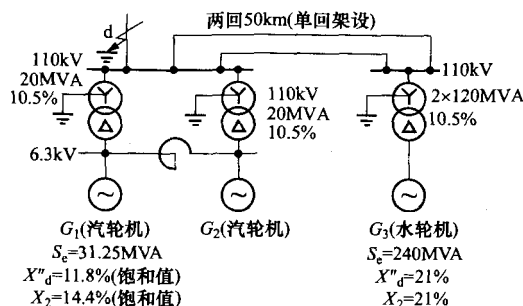 两回50km(单回架设)
d
110kV
20MVA
10.5%
Y
Δ
6.3kV
~
G₁(汽轮机)
Sₑ=31.25MVA
X″d=11.8%(饱和值)
X₂=14.4%(饱和值)
Y
Δ
110kV
20MVA
10.5%
~
G₂(汽轮机)
110kV
Y
Δ
2×120MVA
10.5%
~
G₃(水轮机)
Sₑ=240MVA
X″d=21%
X₂=21%